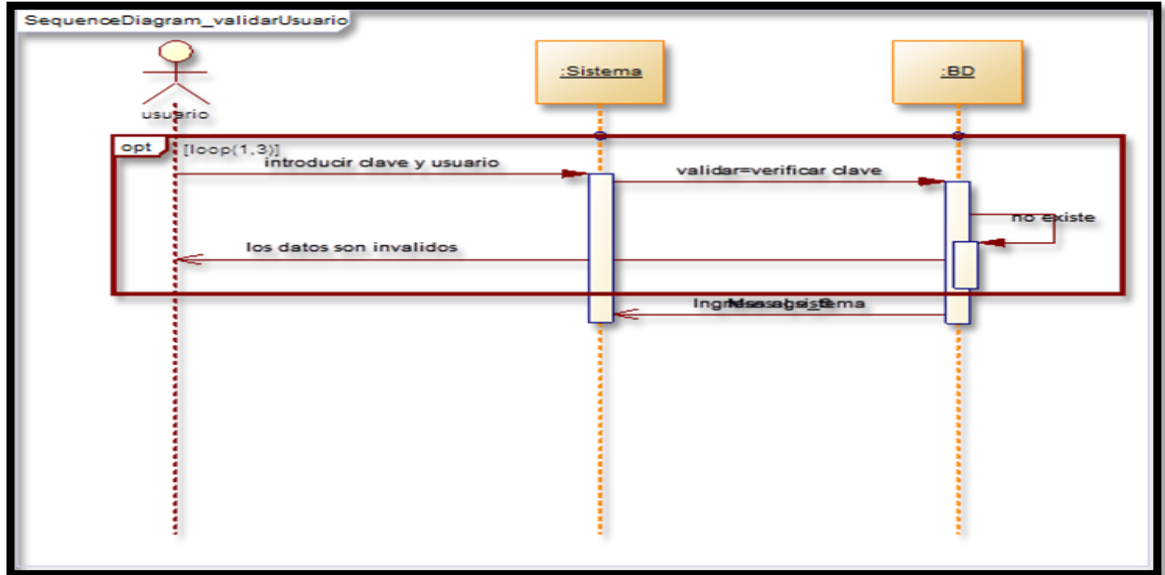 SequenceDiagram_validarUsuario
:Sistema
:BD
usuario
opt
[loop(1,3)]
introducir clave y usuario
validar=verificar clave
no existe
los datos son invalidos